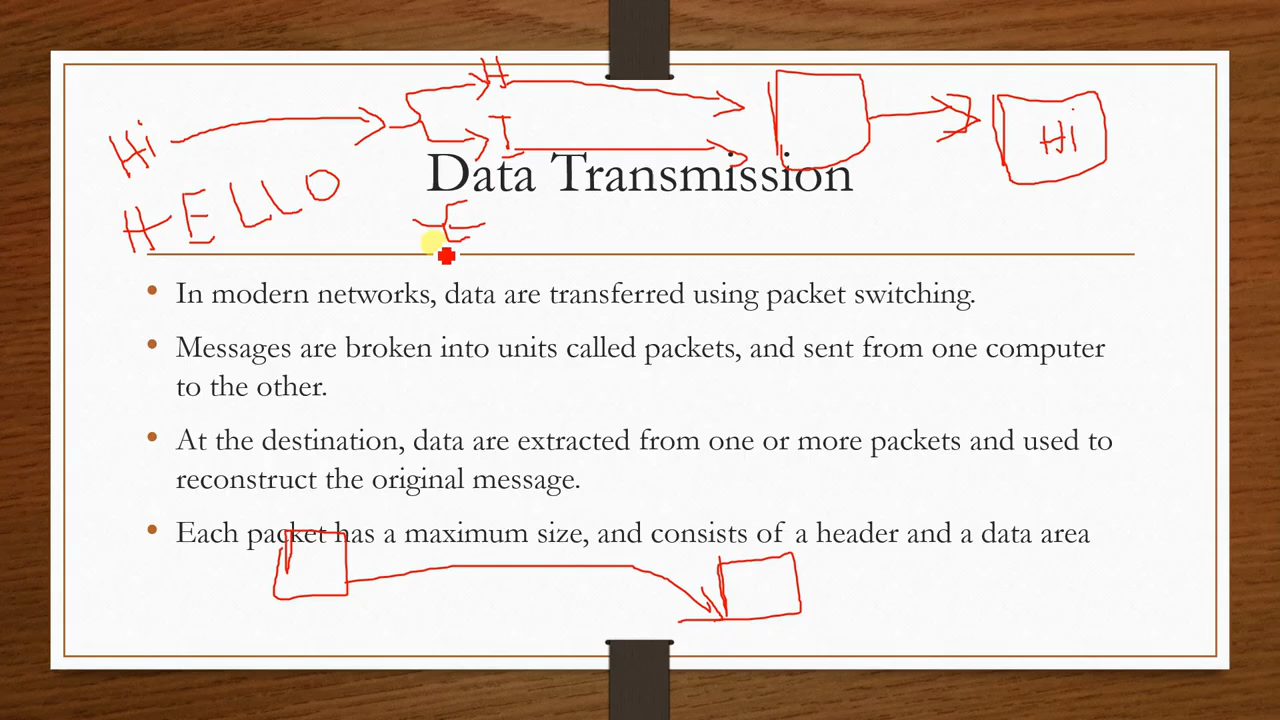 H
Hi
I
Hi
Data Transmission
HELLO
E
• In modern networks, data are transferred using packet switching.
• Messages are broken into units called packets, and sent from one computer
to the other.
• At the destination, data are extracted from one or more packets and used to
reconstruct the original message.
• Each packet has a maximum size, and consists of a header and a data area